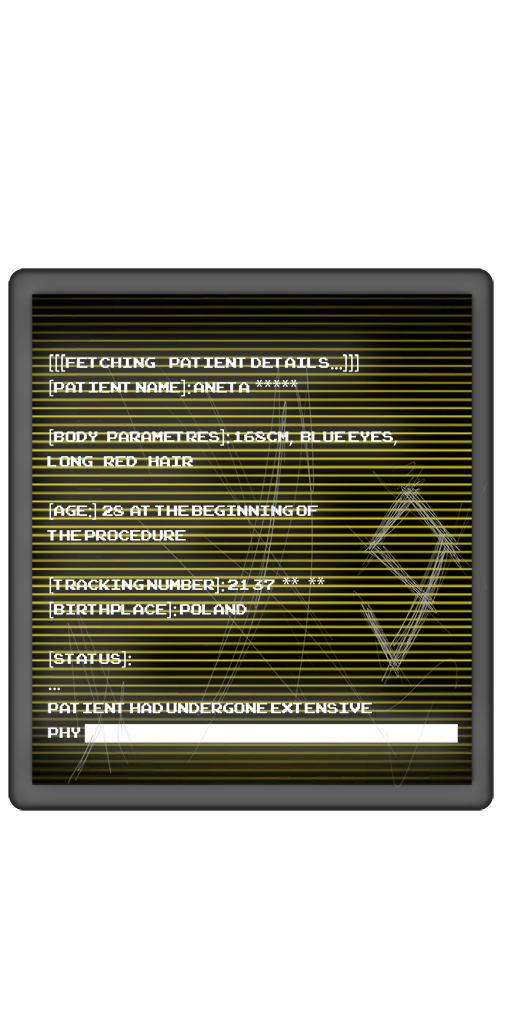 [[[FETCHING PATIENT DETAILS...]]]
[PATIENT NAME]: ANETA *****
[BODY PARAMETRES]: 168CM, BLUE EYES,
LONG RED HAIR
[AGE:] 28 AT THE BEGINNING OF
THE PROCEDURE
[TRACKING NUMBER]: 2137 ** **
[BIRTHPLACE]: POLAND
[STATUS]:
...
PATIENT HAD UNDERGONE EXTENSIVE
PHY